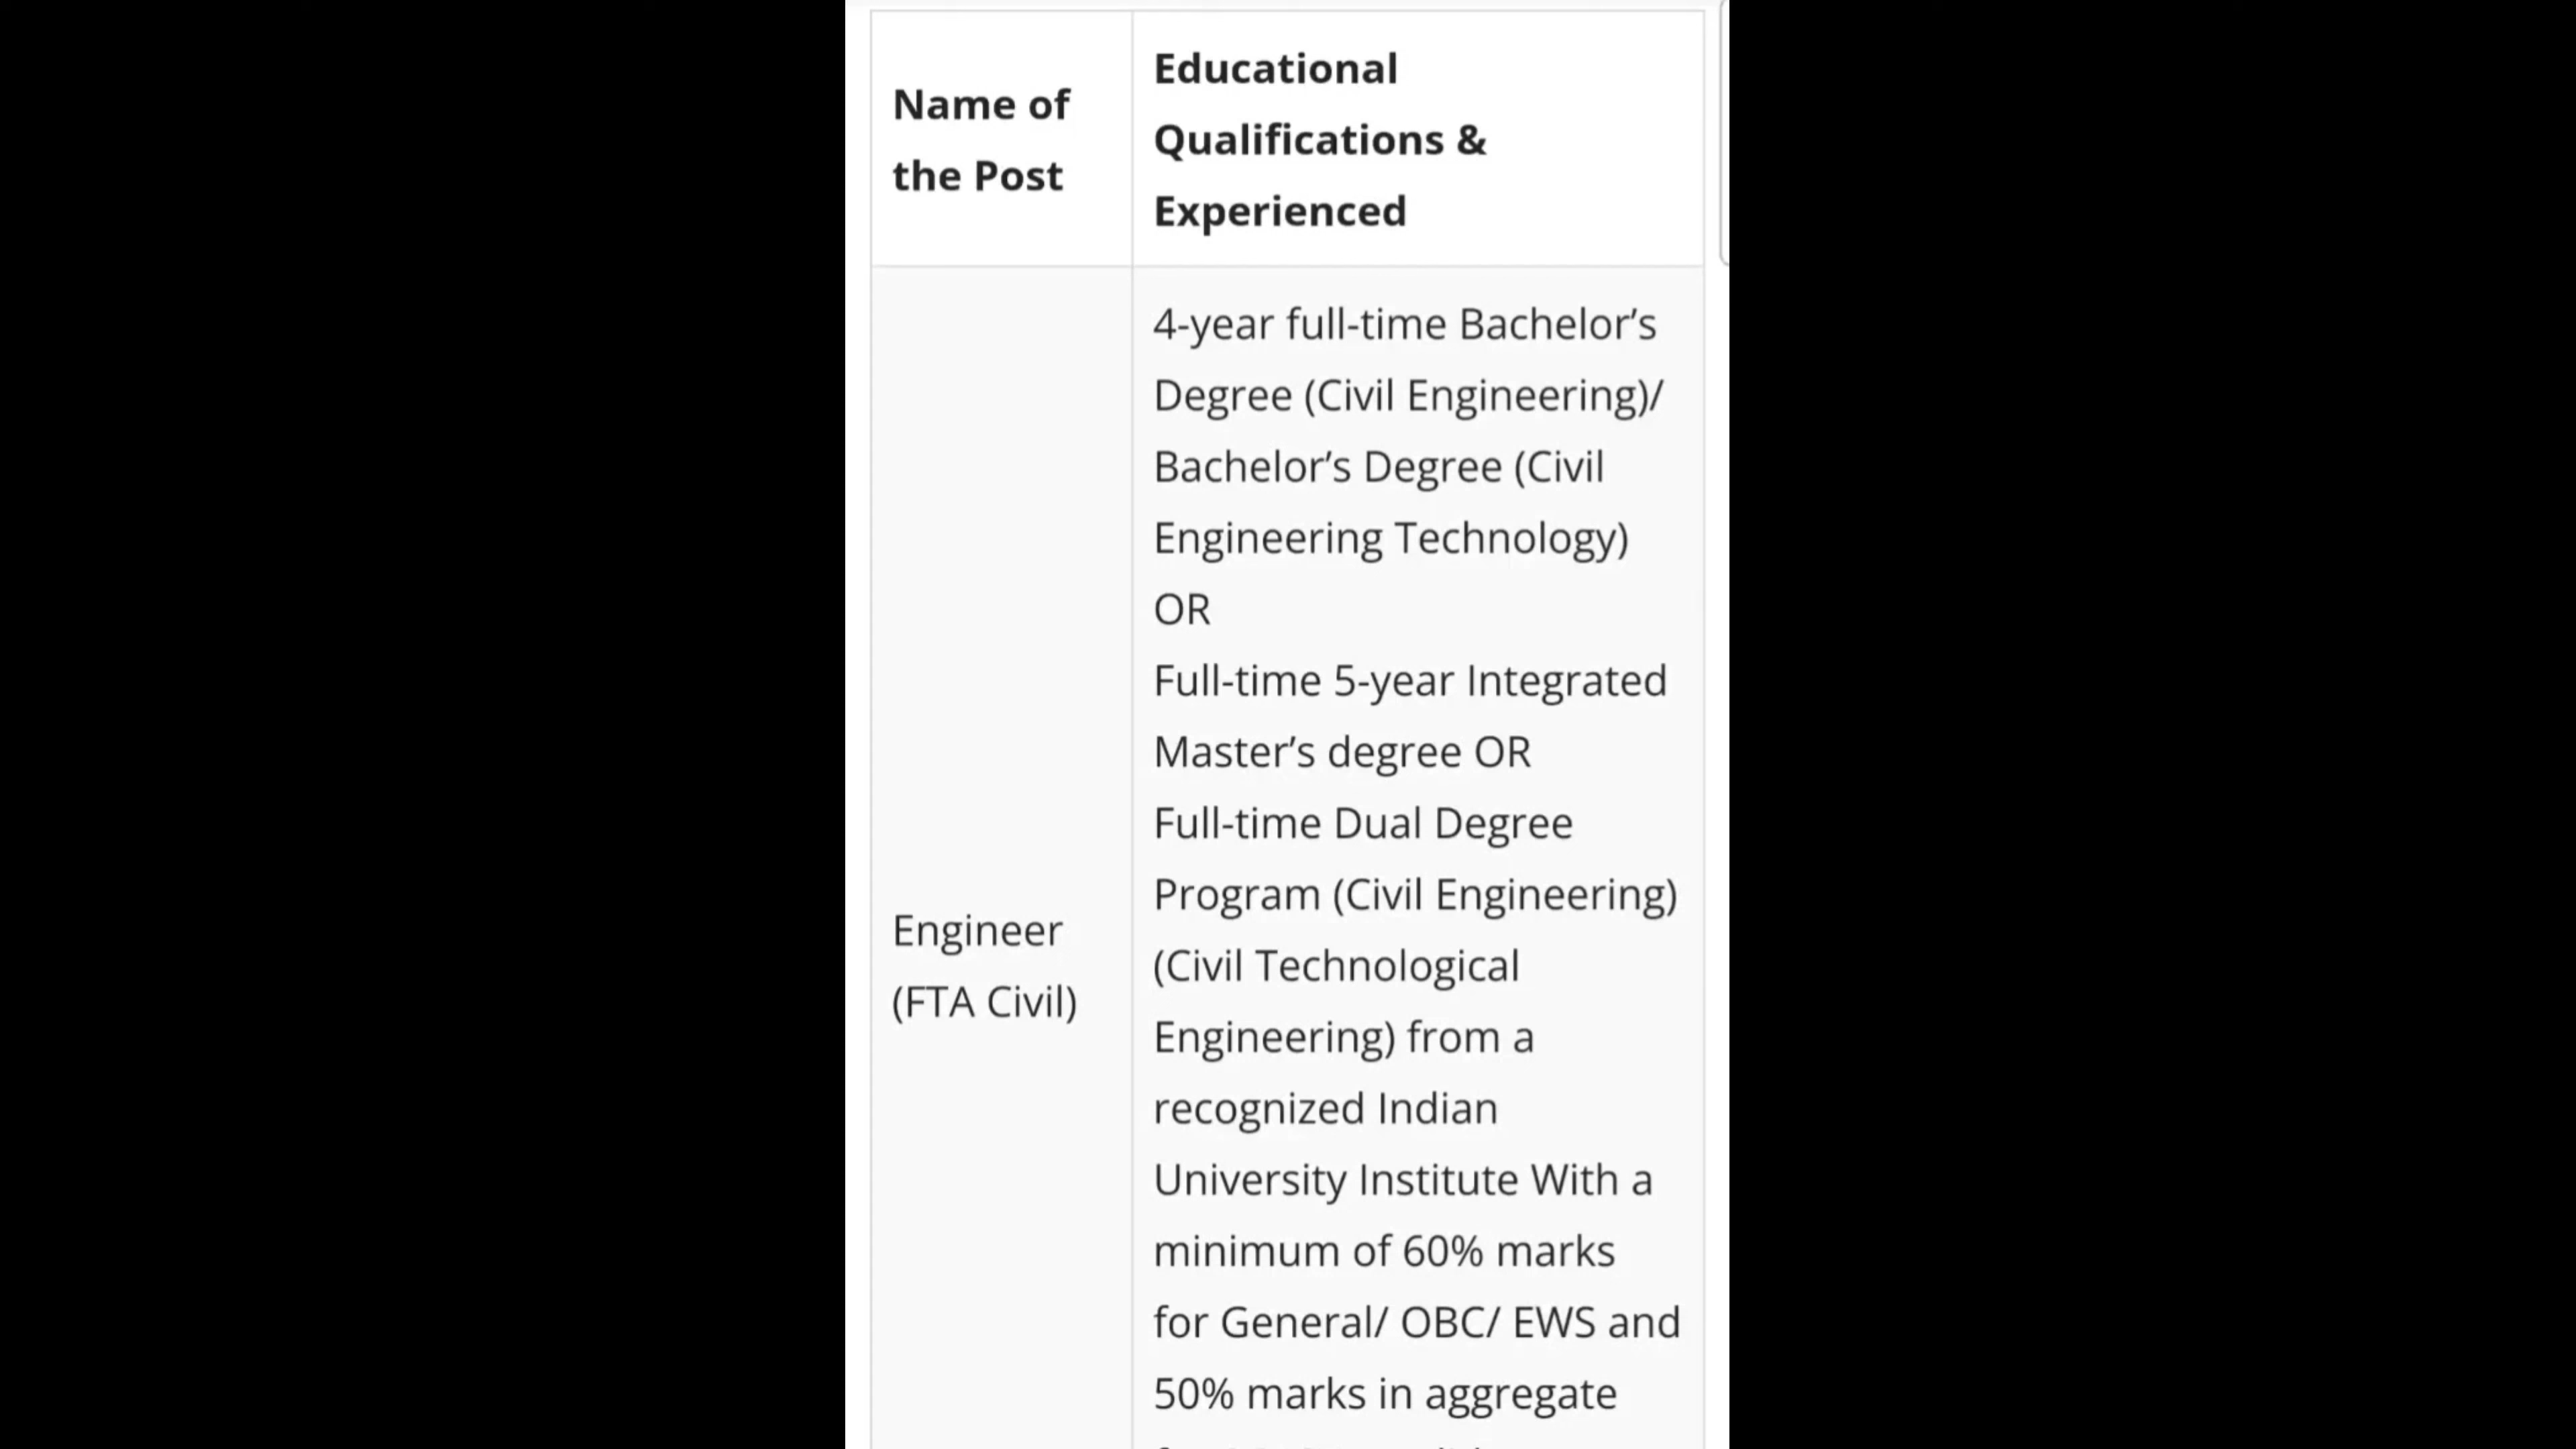 Name of
the Post
Educational
Qualifications &
Experienced
Engineer
(FTA Civil)
4-year full-time Bachelor’s
Degree (Civil Engineering)/
Bachelor’s Degree (Civil
Engineering Technology)
OR
Full-time 5-year Integrated
Master’s degree OR
Full-time Dual Degree
Program (Civil Engineering)
(Civil Technological
Engineering) from a
recognized Indian
University Institute With a
minimum of 60% marks
for General/ OBC/ EWS and
50% marks in aggregate